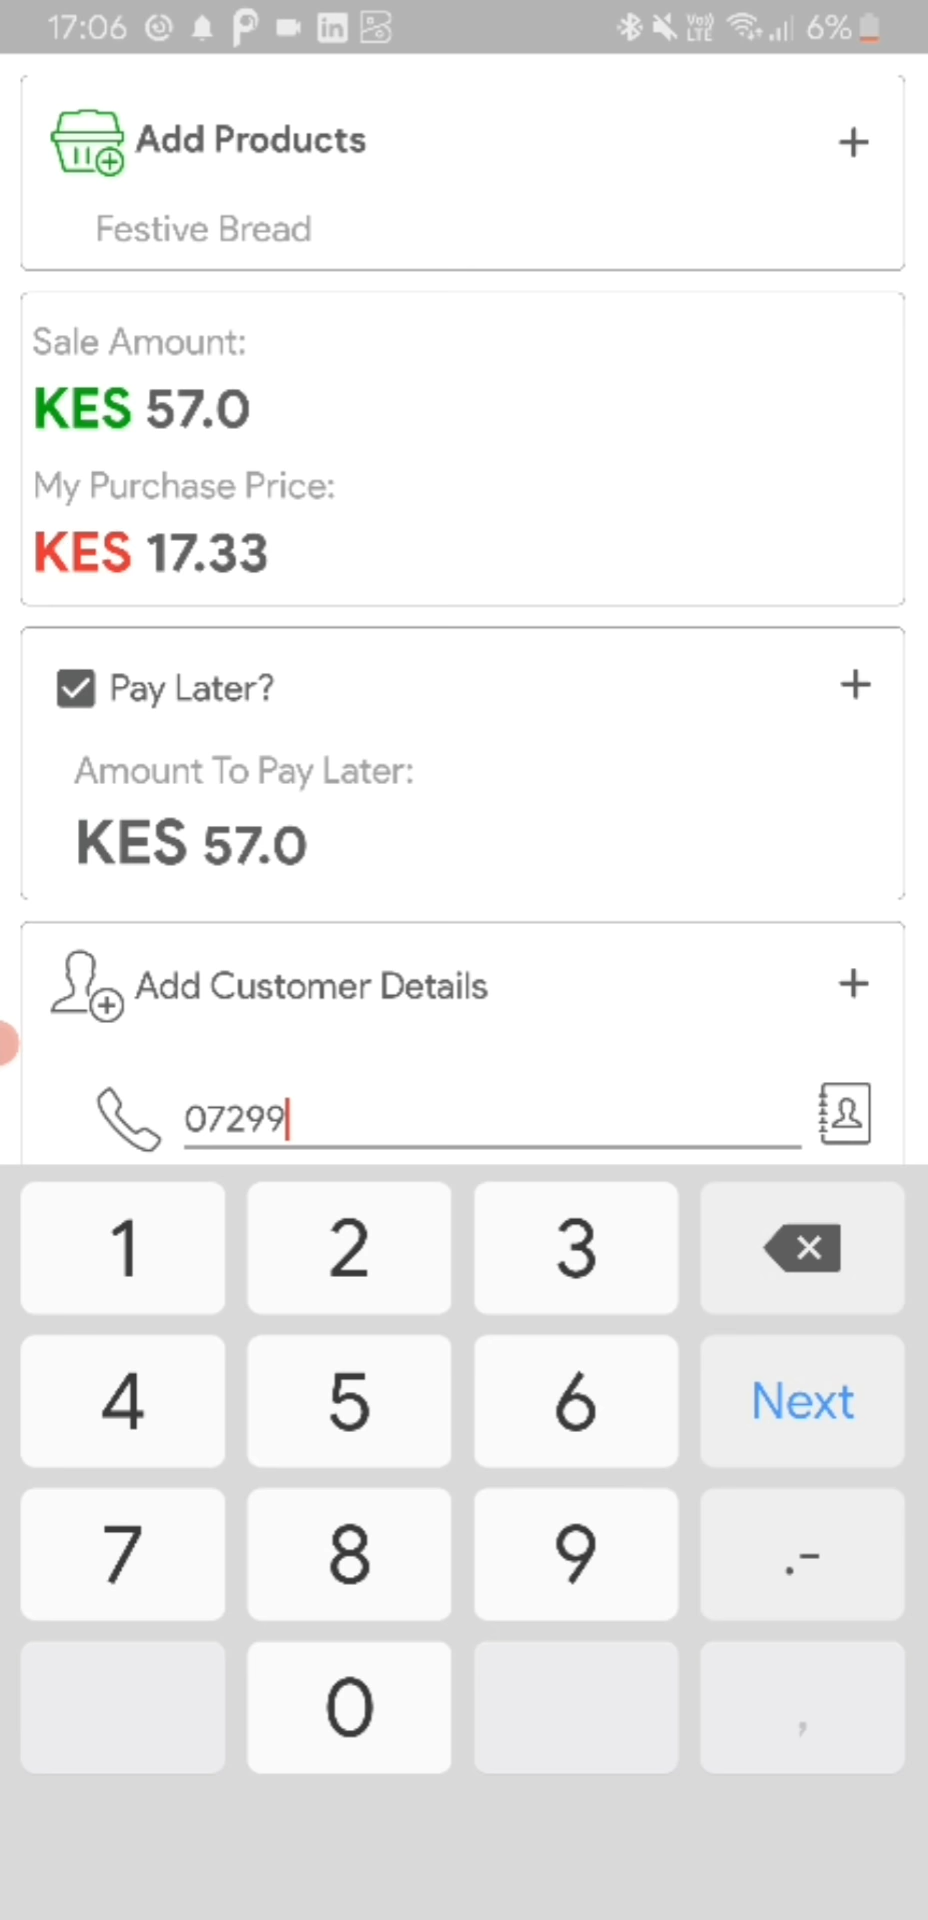 17:06 6%
Add Products +
Festive Bread
Sale Amount:
KES 57.0
My Purchase Price:
KES 17.33
Pay Later? +
Amount To Pay Later:
KES 57.0
Add Customer Details +
07299
1 2 3
4 5 6 Next
7 8 9 .-
0 ,